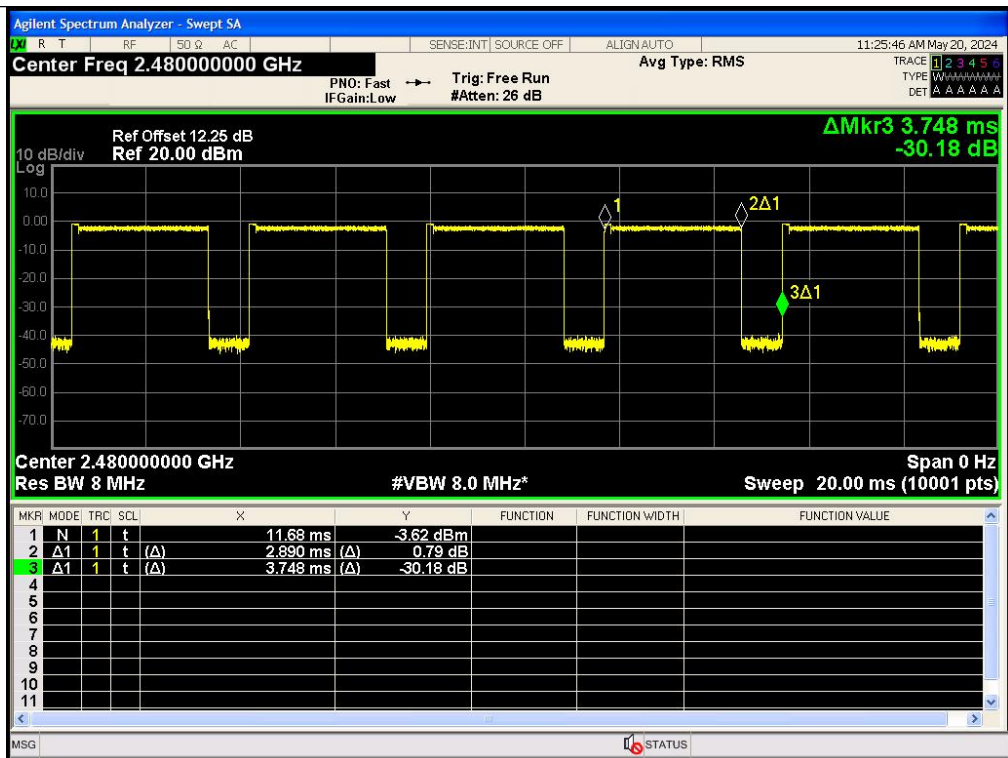 Agilent Spectrum Analyzer - Swept SA
LXI R T RF 50 Ω AC SENSE:INT SOURCE OFF ALIGN AUTO 11:25:46 AM May 20, 2024
Center Freq 2.480000000 GHz Avg Type: RMS TRACE 1 2 3 4 5 6
PNO: Fast Trig: Free Run TYPE W
IFGain:Low #Atten: 26 dB DET A A A A A A
ΔMkr3 3.748 ms
-30.18 dB
Ref Offset 12.25 dB
10 dB/div Ref 20.00 dBm
Log
10.0
0.00
-10.0
-20.0
-30.0
-40.0
-50.0
-60.0
-70.0
1
2Δ1
3Δ1
Center 2.480000000 GHz Span 0 Hz
Res BW 8 MHz #VBW 8.0 MHz* Sweep 20.00 ms (10001 pts)
MKR MODE TRC SCL X Y FUNCTION FUNCTION WIDTH FUNCTION VALUE
1 N 1 t 11.68 ms -3.62 dBm
2 Δ1 1 t (Δ) 2.890 ms (Δ) 0.79 dB
3 Δ1 1 t (Δ) 3.748 ms (Δ) -30.18 dB
4
5
6
7
8
9
10
11
MSG STATUS